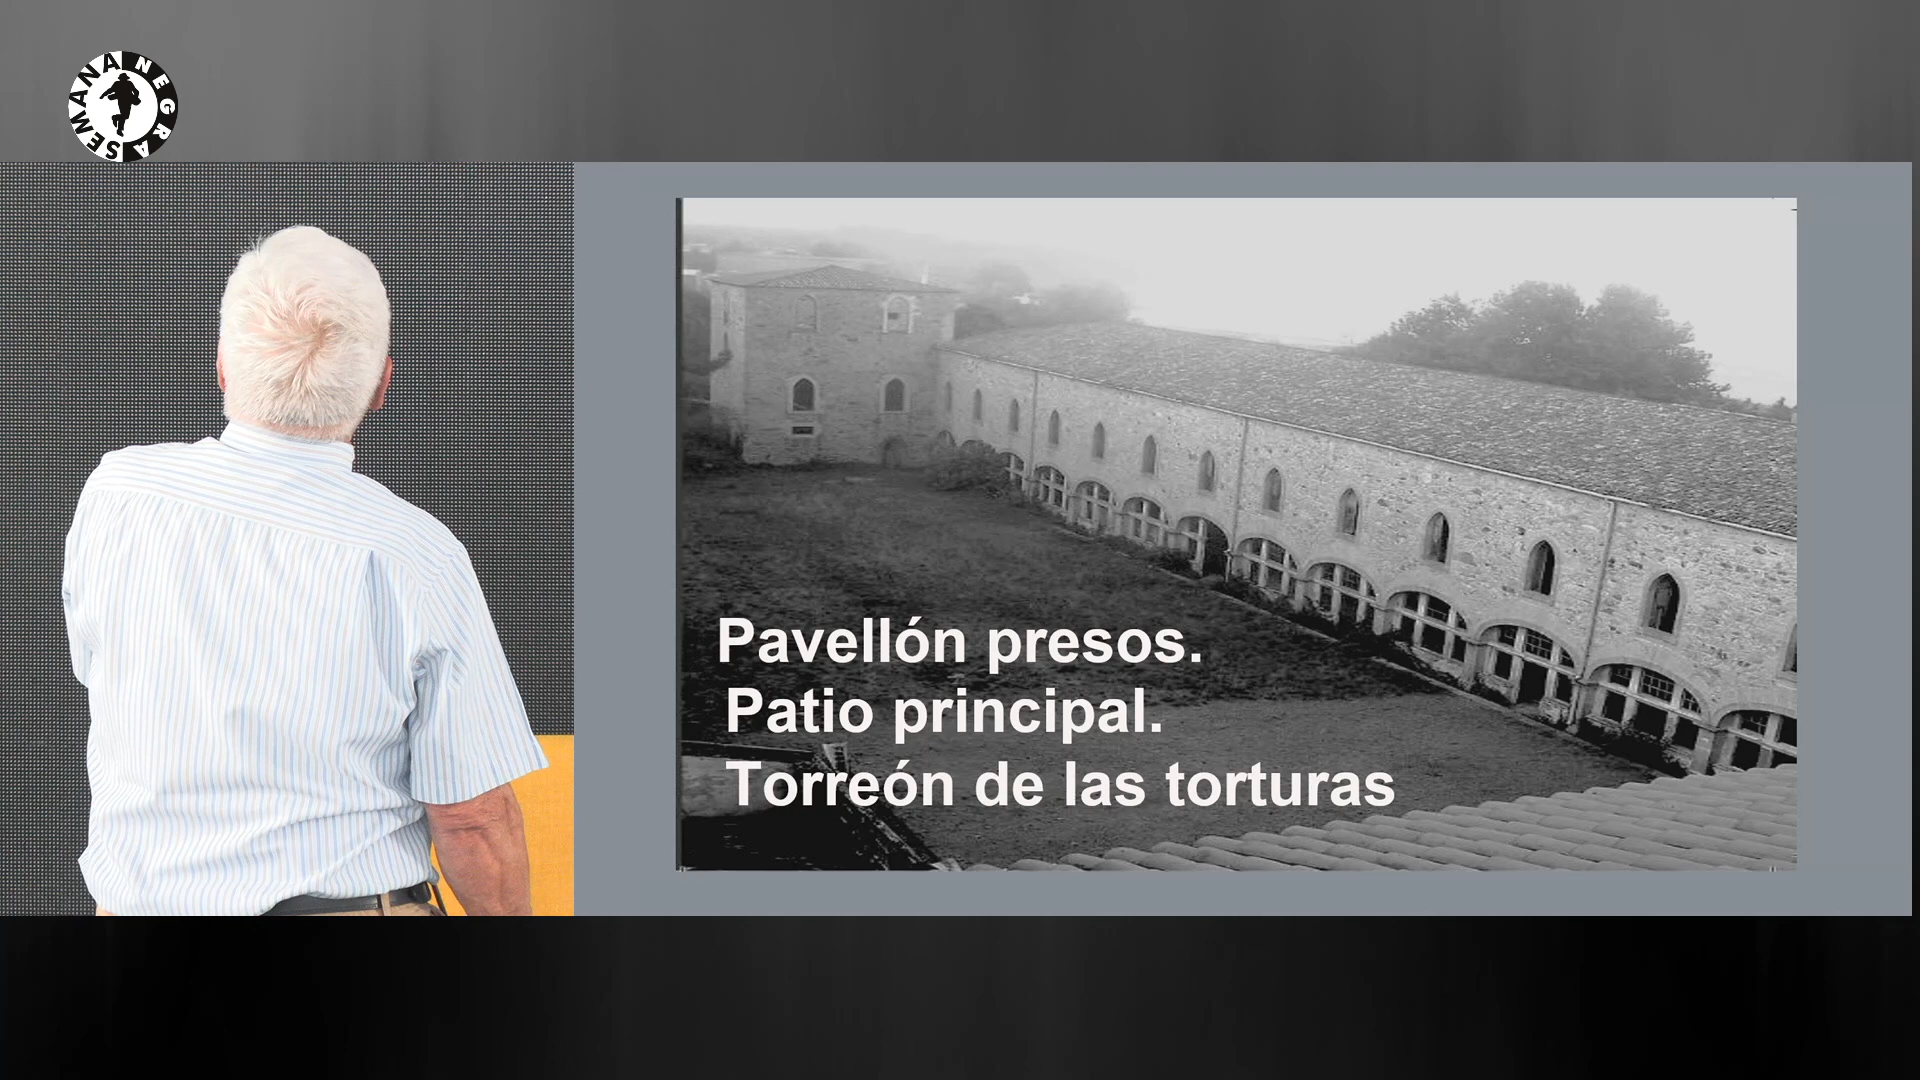 SEMANA NEGRA
Pavellón presos.
Patio principal.
Torreón de las torturas